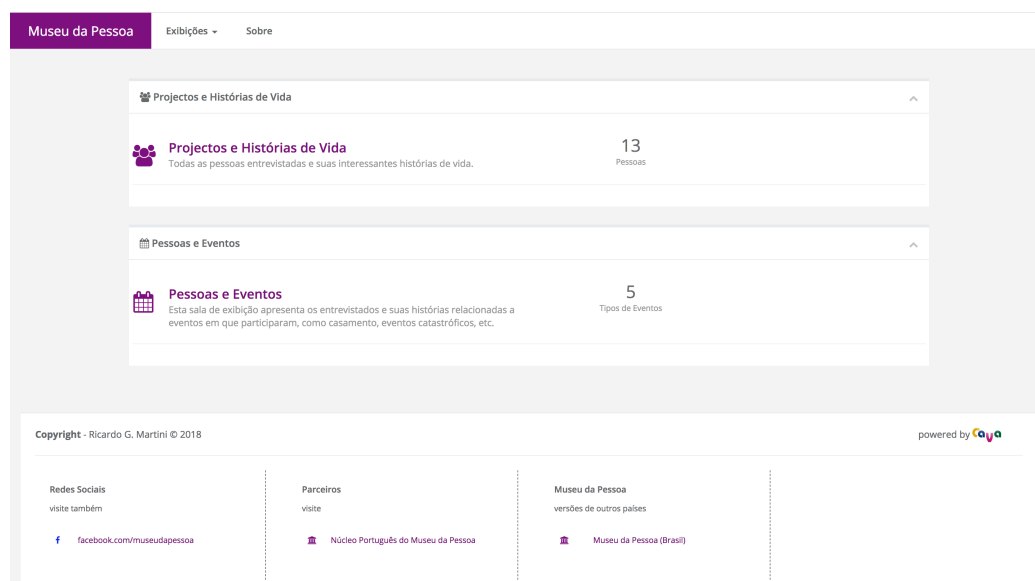 Museu da Pessoa Exibições Sobre
Projectos e Histórias de Vida
Projectos e Histórias de Vida
Todas as pessoas entrevistadas e suas interessantes histórias de vida.
13
Pessoas
Pessoas e Eventos
Pessoas e Eventos
Esta sala de exibição apresenta os entrevistados e suas histórias relacionadas a
eventos em que participaram, como casamento, eventos catastróficos, etc.
5
Tipos de Eventos
Copyright - Ricardo G. Martini © 2018
powered by Cava
Redes Sociais
visite também
facebook.com/museudapessoa
Parceiros
visite
Núcleo Português do Museu da Pessoa
Museu da Pessoa
versões de outros países
Museu da Pessoa (Brasil)